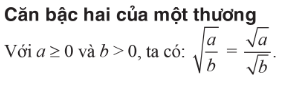 Căn bậc hai của một thương
Với a ≥ 0 và b > 0, ta có: √(a/b) = √a/√b.